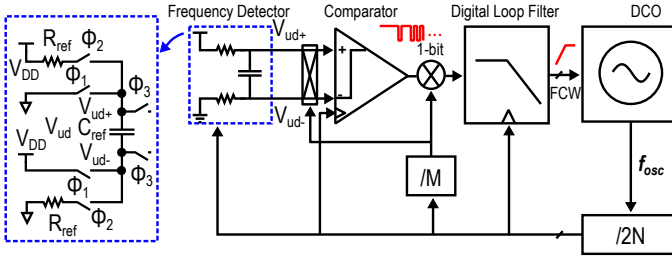 Frequency Detector
Comparator
Digital Loop Filter
DCO
R_ref
Φ_2
V_DD
Φ_1
Φ_3
V_ud+
V_ud
C_ref
V_DD
V_ud-
Φ_3
Φ_1
Φ_2
R_ref
V_ud+
V_ud-
+
-
...
1-bit
FCW
/M
f_osc
/2N